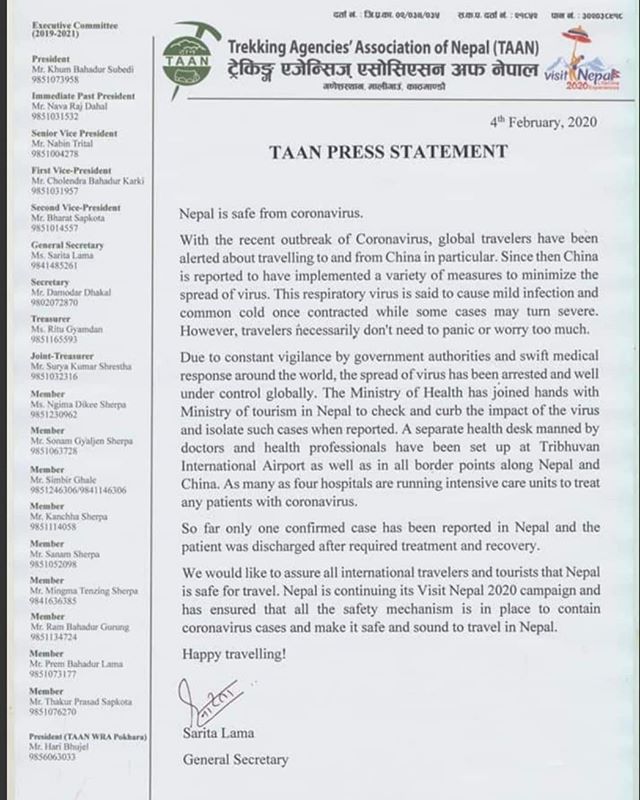 Executive Committee
(2019-2021)
President
Mr. Khum Bahadur Subedi
9851073958
Immediate Past President
Mr. Nava Raj Dahal
9851031532
Senior Vice President
Mr. Nabin Trital
9851004278
First Vice-President
Mr. Cholendra Bahadur Karki
9851031957
Second Vice-President
Mr. Bharat Sapkota
9851014557
General Secretary
Ms. Sarita Lama
9841485261
Secretary
Mr. Damodar Dhakal
9802072870
Treasurer
Ms. Ritu Gyamdan
9851165593
Joint-Treasurer
Mr. Surya Kumar Shrestha
9851032316
Member
Ms. Ngima Dikee Sherpa
9851230962
Member
Mr. Sonam Gyaljen Sherpa
9851063728
Member
Mr. Simbir Ghale
9851246306/9841146306
Member
Mr. Kanchha Sherpa
9851114058
Member
Mr. Sanam Sherpa
9851052098
Member
Mr. Mingma Tenzing Sherpa
9841636385
Member
Mr. Ram Bahadur Gurung
9851134724
Member
Mr. Prem Bahadur Lama
9851073177
Member
Mr. Thakur Prasad Sapkota
9851076270
President (TAAN WRA Pokhara)
Mr. Hari Bhujel
9856063033
दर्ता नं. : जि.प्र.का. ०२/०३५/०३५ स.क.प. दर्ता नं. : पान नं. :
TAAN
Trekking Agencies' Association of Nepal (TAAN)
ट्रेकिङ्ग एजेन्सिज् एसोसिएसन अफ नेपाल
गणेशस्थान, मालीगाउं, काठमाण्डौ
visit Nepal
2020 Lifetime Experiences
4th February, 2020
TAAN PRESS STATEMENT
Nepal is safe from coronavirus.
With the recent outbreak of Coronavirus, global travelers have been
alerted about travelling to and from China in particular. Since then China
is reported to have implemented a variety of measures to minimize the
spread of virus. This respiratory virus is said to cause mild infection and
common cold once contracted while some cases may turn severe.
However, travelers necessarily don't need to panic or worry too much.
Due to constant vigilance by government authorities and swift medical
response around the world, the spread of virus has been arrested and well
under control globally. The Ministry of Health has joined hands with
Ministry of tourism in Nepal to check and curb the impact of the virus
and isolate such cases when reported. A separate health desk manned by
doctors and health professionals have been set up at Tribhuvan
International Airport as well as in all border points along Nepal and
China. As many as four hospitals are running intensive care units to treat
any patients with coronavirus.
So far only one confirmed case has been reported in Nepal and the
patient was discharged after required treatment and recovery.
We would like to assure all international travelers and tourists that Nepal
is safe for travel. Nepal is continuing its Visit Nepal 2020 campaign and
has ensured that all the safety mechanism is in place to contain
coronavirus cases and make it safe and sound to travel in Nepal.
Happy travelling!
Sarita Lama
General Secretary